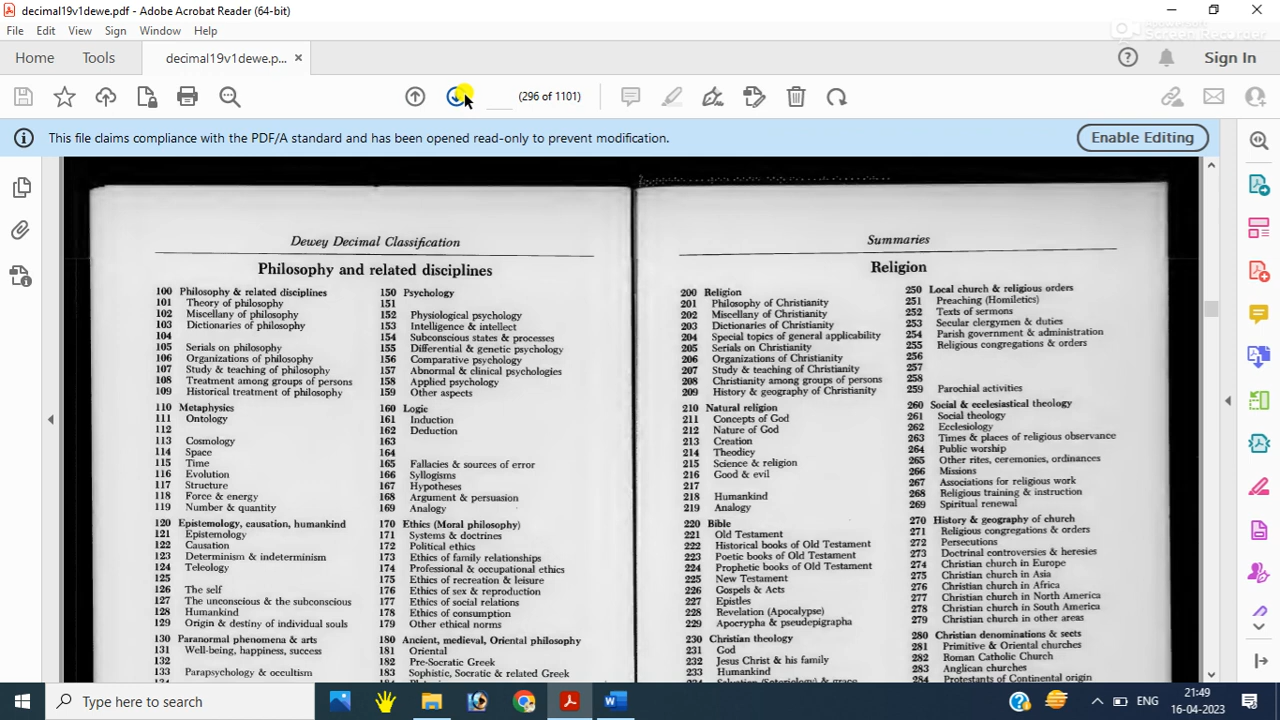 decimal19v1dewe.pdf - Adobe Acrobat Reader (64-bit)
File Edit View Sign Window Help
Home Tools decimal19v1dewe.p... × Sign In
(296 of 1101)
This file claims compliance with the PDF/A standard and has been opened read-only to prevent modification. Enable Editing
Dewey Decimal Classification
Philosophy and related disciplines
100 Philosophy & related disciplines
101 Theory of philosophy
102 Miscellany of philosophy
103 Dictionaries of philosophy
104
105 Serials on philosophy
106 Organizations of philosophy
107 Study & teaching of philosophy
108 Treatment among groups of persons
109 Historical treatment of philosophy
110 Metaphysics
111 Ontology
112
113 Cosmology
114 Space
115 Time
116 Evolution
117 Structure
118 Force & energy
119 Number & quantity
120 Epistemology, causation, humankind
121 Epistemology
122 Causation
123 Determinism & indeterminism
124 Teleology
125
126 The self
127 The unconscious & the subconscious
128 Humankind
129 Origin & destiny of individual souls
130 Paranormal phenomena & arts
131 Well-being, happiness, success
132
133 Parapsychology & occultism
150 Psychology
151
152 Physiological psychology
153 Intelligence & intellect
154 Subconscious states & processes
155 Differential & genetic psychology
156 Comparative psychology
157 Abnormal & clinical psychologies
158 Applied psychology
159 Other aspects
160 Logic
161 Induction
162 Deduction
163
164
165 Fallacies & sources of error
166 Syllogisms
167 Hypotheses
168 Argument & persuasion
169 Analogy
170 Ethics (Moral philosophy)
171 Systems & doctrines
172 Political ethics
173 Ethics of family relationships
174 Professional & occupational ethics
175 Ethics of recreation & leisure
176 Ethics of sex & reproduction
177 Ethics of social relations
178 Ethics of consumption
179 Other ethical norms
180 Ancient, medieval, Oriental philosophy
181 Oriental
182 Pre-Socratic Greek
183 Sophistic, Socratic & related Greek
Summaries
Religion
200 Religion
201 Philosophy of Christianity
202 Miscellany of Christianity
203 Dictionaries of Christianity
204 Special topics of general applicability
205 Serials on Christianity
206 Organizations of Christianity
207 Study & teaching of Christianity
208 Christianity among groups of persons
209 History & geography of Christianity
210 Natural religion
211 Concepts of God
212 Nature of God
213 Creation
214 Theodicy
215 Science & religion
216 Good & evil
217
218 Humankind
219 Analogy
220 Bible
221 Old Testament
222 Historical books of Old Testament
223 Poetic books of Old Testament
224 Prophetic books of Old Testament
225 New Testament
226 Gospels & Acts
227 Epistles
228 Revelation (Apocalypse)
229 Apocrypha & pseudepigrapha
230 Christian theology
231 God
232 Jesus Christ & his family
233 Humankind
250 Local church & religious orders
251 Preaching (Homiletics)
252 Texts of sermons
253 Secular clergymen & duties
254 Parish government & administration
255 Religious congregations & orders
256
257
258
259 Parochial activities
260 Social & ecclesiastical theology
261 Social theology
262 Ecclesiology
263 Times & places of religious observance
264 Public worship
265 Other rites, ceremonies, ordinances
266 Missions
267 Associations for religious work
268 Religious training & instruction
269 Spiritual renewal
270 History & geography of church
271 Religious congregations & orders
272 Persecutions
273 Doctrinal controversies & heresies
274 Christian church in Europe
275 Christian church in Asia
276 Christian church in Africa
277 Christian church in North America
278 Christian church in South America
279 Christian church in other areas
280 Christian denominations & sects
281 Primitive & Oriental churches
282 Roman Catholic Church
283 Anglican churches
284 Protestants of Continental origin
Type here to search
ENG
21:49
16-04-2023